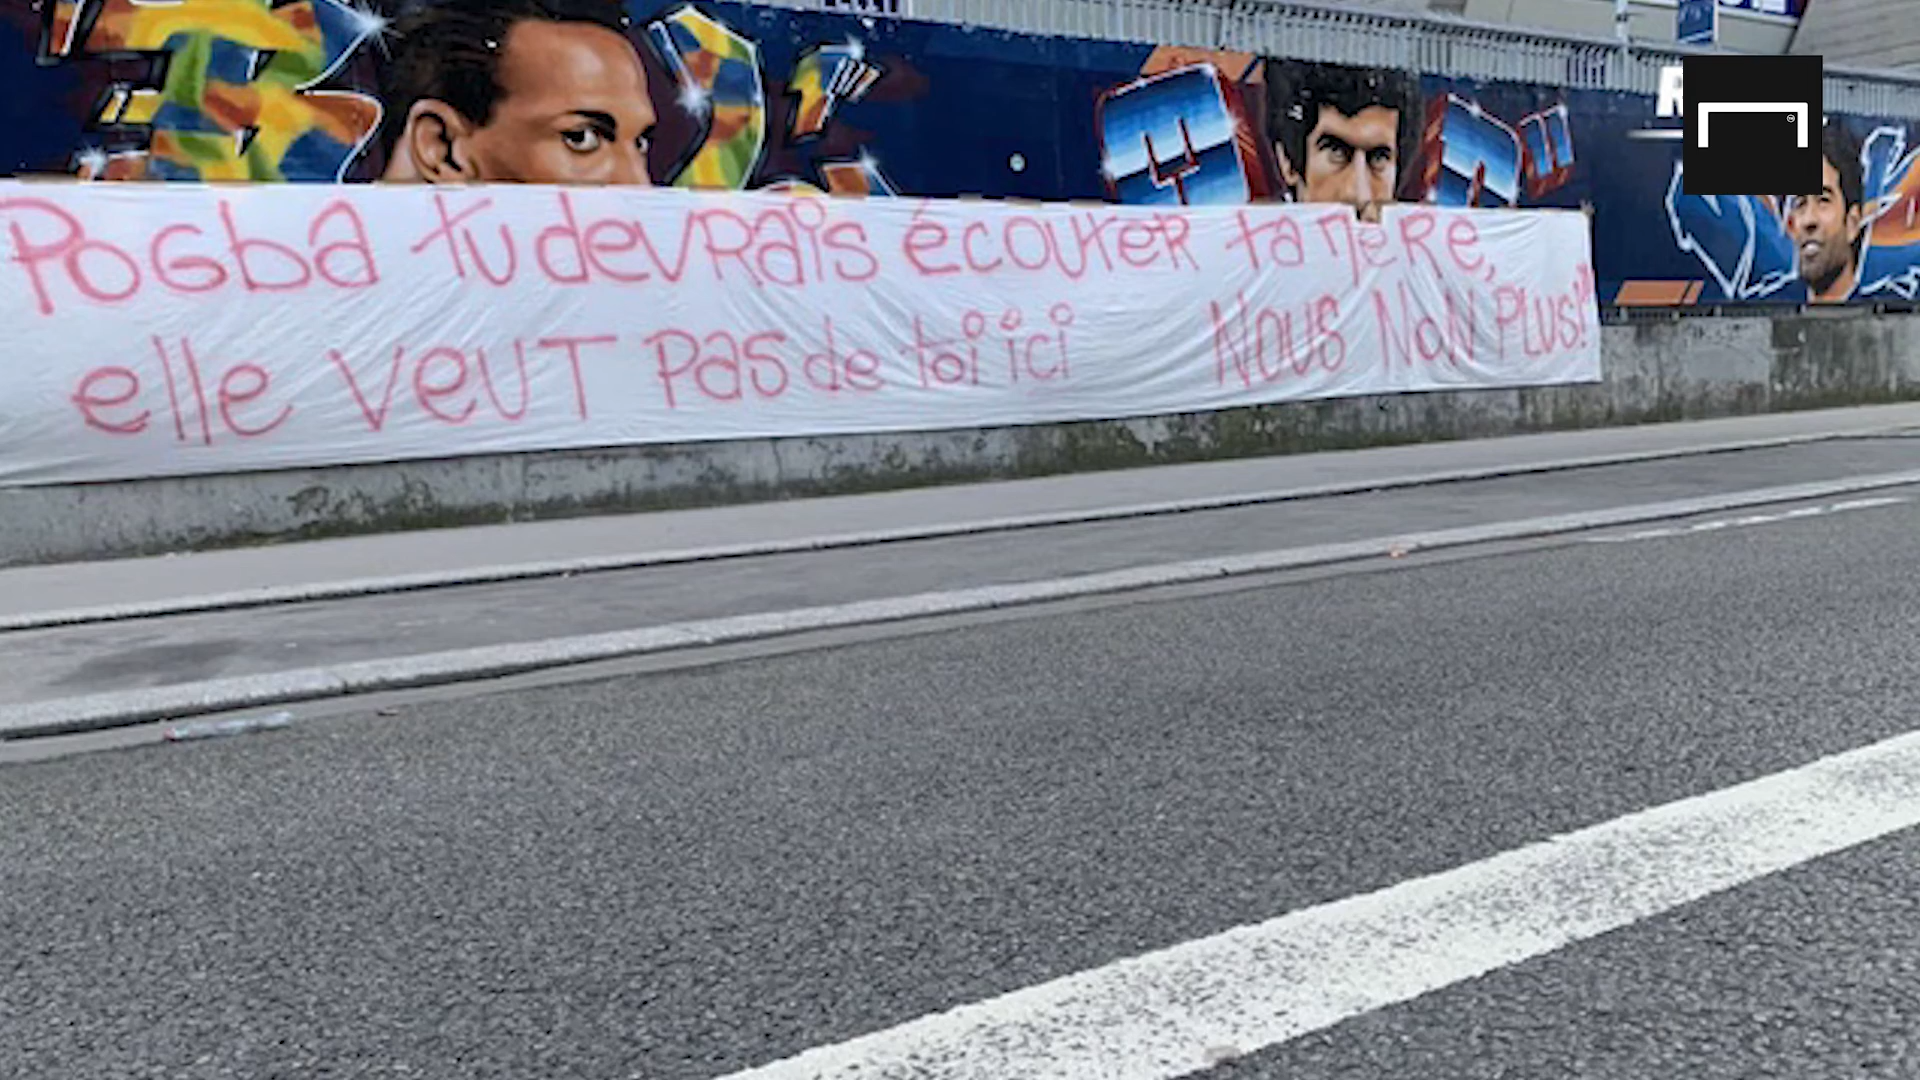 Pogba tu devrais écouter ta mère,
elle veut pas de toi ici NOUS NON PLUS!"